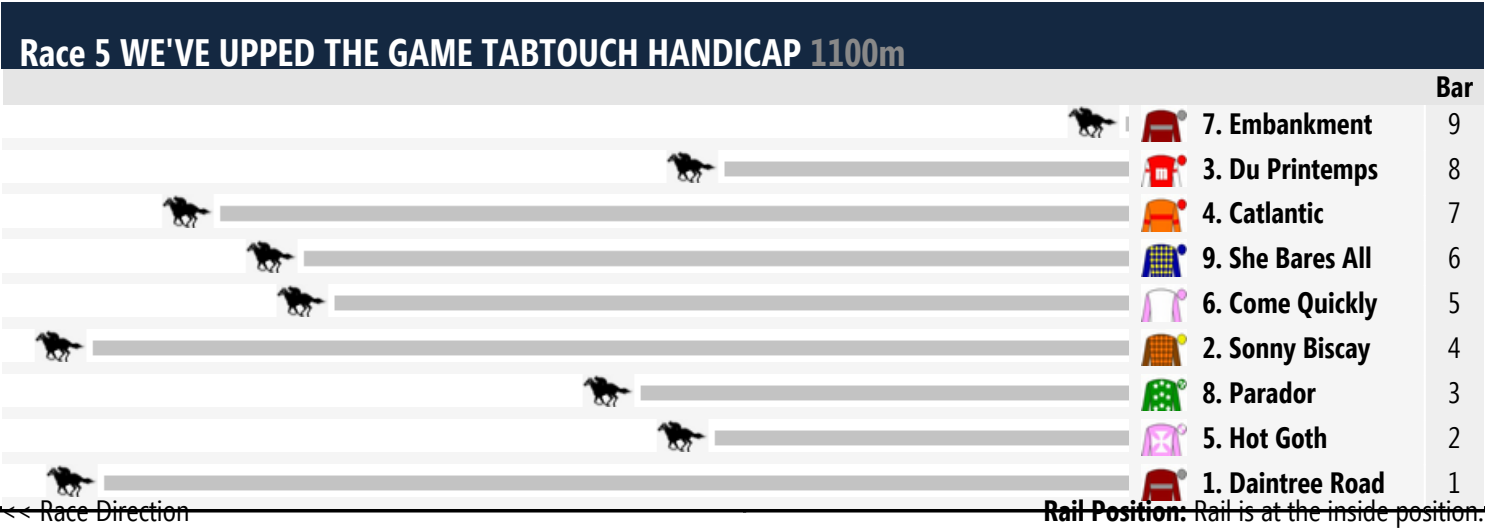 Race 5 WE'VE UPPED THE GAME TABTOUCH HANDICAP 1100m
Bar
7. Embankment 9
m 3. Du Printemps 8
4. Catlantic 7
9. She Bares All 6
6. Come Quickly 5
2. Sonny Biscay 4
8. Parador 3
5. Hot Goth 2
1. Daintree Road 1
<< Race Direction Rail Position: Rail is at the inside position.